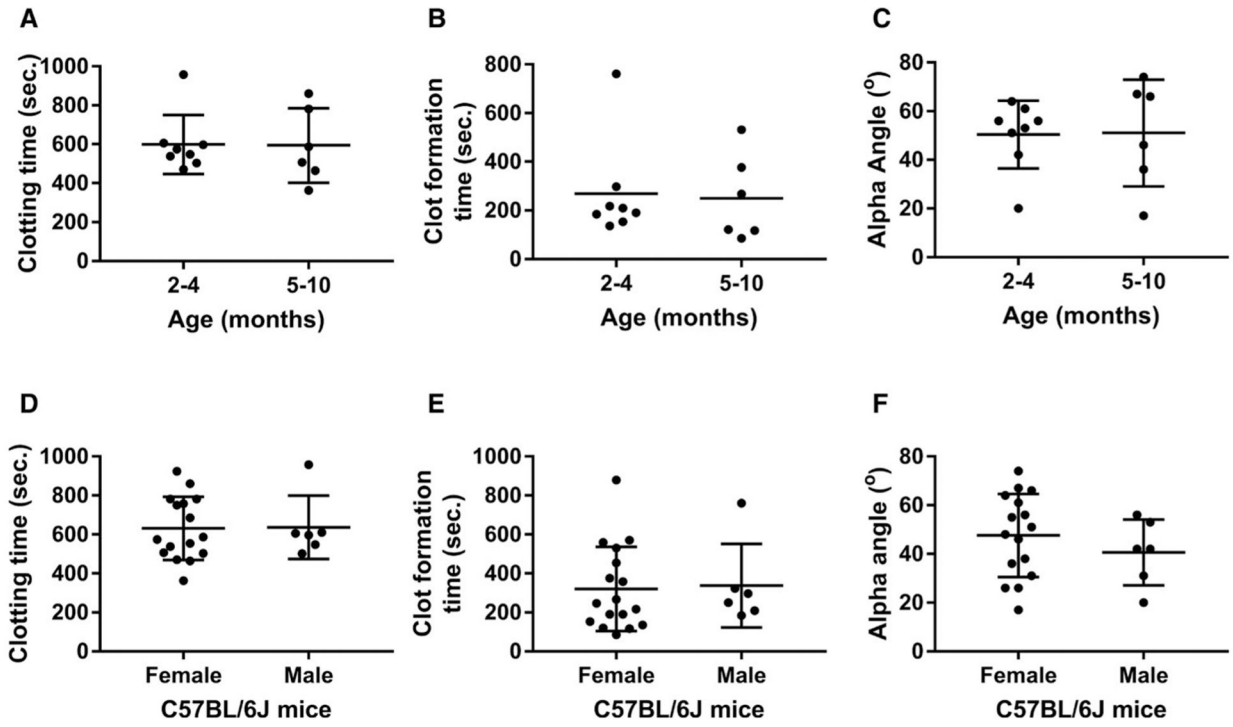 A
Clotting time (sec.)
1000
800
600
400
200
0
2-4
5-10
Age (months)
B
Clot formation
time (sec.)
800
600
400
200
0
2-4
5-10
Age (months)
C
Alpha Angle (o)
80
60
40
20
0
2-4
5-10
Age (months)
D
Clotting time (sec.)
1000
800
600
400
200
0
Female
Male
C57BL/6J mice
E
Clot formation
time (sec.)
1000
800
600
400
200
0
Female
Male
C57BL/6J mice
F
Alpha angle (o)
80
60
40
20
0
Female
Male
C57BL/6J mice